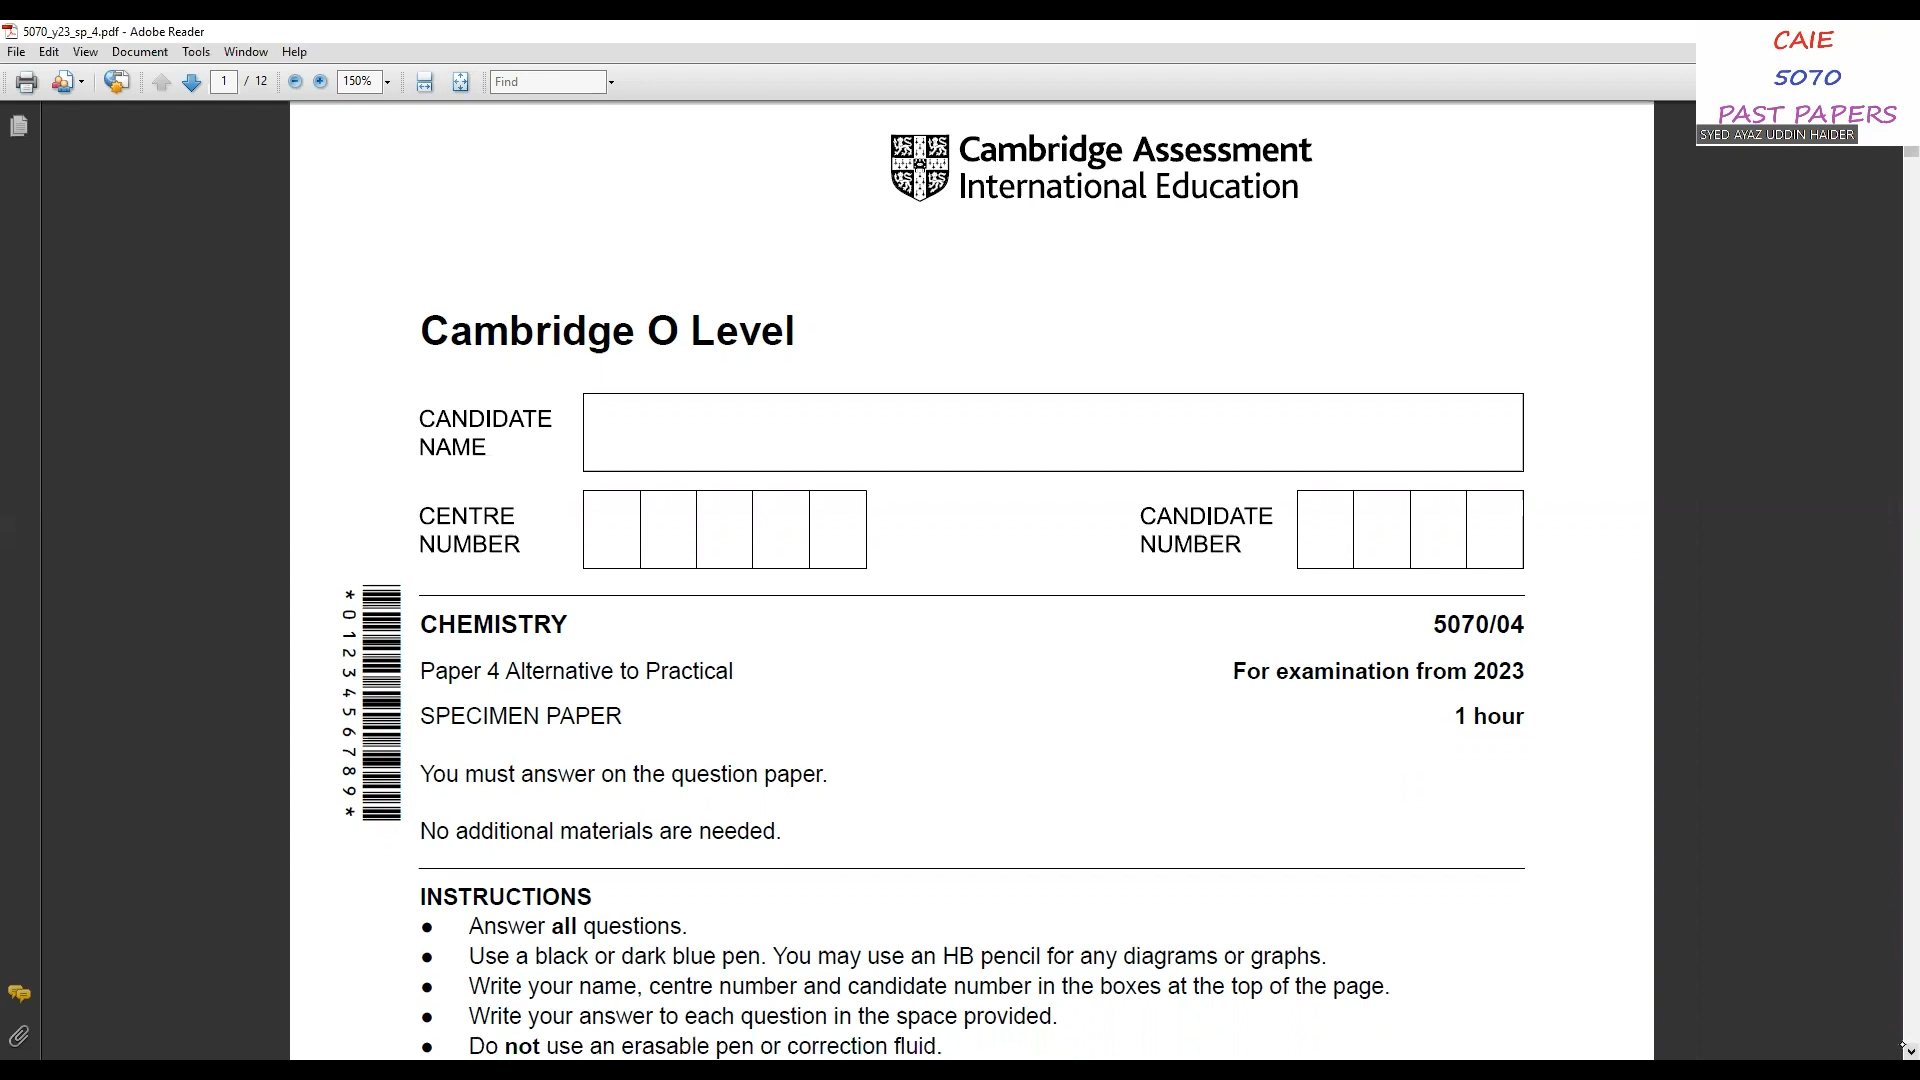 5070_y23_sp_4.pdf - Adobe Reader
File Edit View Document Tools Window Help
1 / 12 150% Find
CAIE
5070
PAST PAPERS
SYED AYAZ UDDIN HAIDER
Cambridge Assessment
International Education
Cambridge O Level
CANDIDATE
NAME
CENTRE
NUMBER
CANDIDATE
NUMBER
*0123456789*
CHEMISTRY 5070/04
Paper 4 Alternative to Practical For examination from 2023
SPECIMEN PAPER 1 hour
You must answer on the question paper.
No additional materials are needed.
INSTRUCTIONS
● Answer all questions.
● Use a black or dark blue pen. You may use an HB pencil for any diagrams or graphs.
● Write your name, centre number and candidate number in the boxes at the top of the page.
● Write your answer to each question in the space provided.
● Do not use an erasable pen or correction fluid.